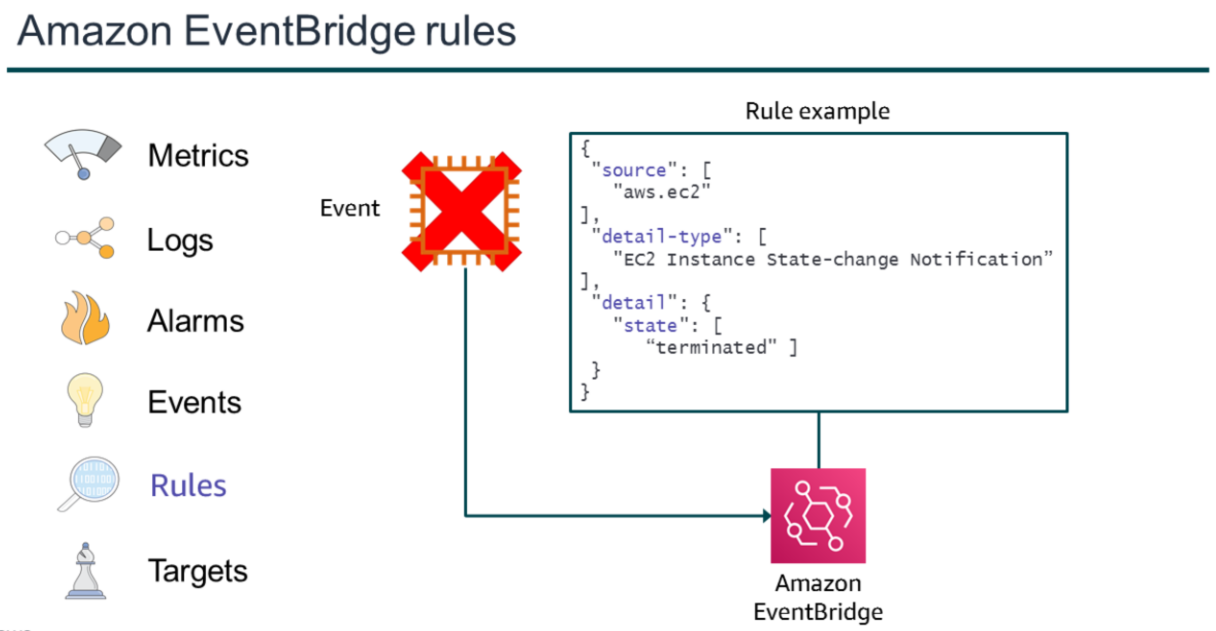 Amazon EventBridge rules
Metrics
Logs
Alarms
Events
Rules
Targets
Event
Rule example
{
"source": [
"aws.ec2"
],
"detail-type": [
"EC2 Instance State-change Notification”
],
"detail": {
"state": [
“terminated" ]
}
}
Amazon
EventBridge